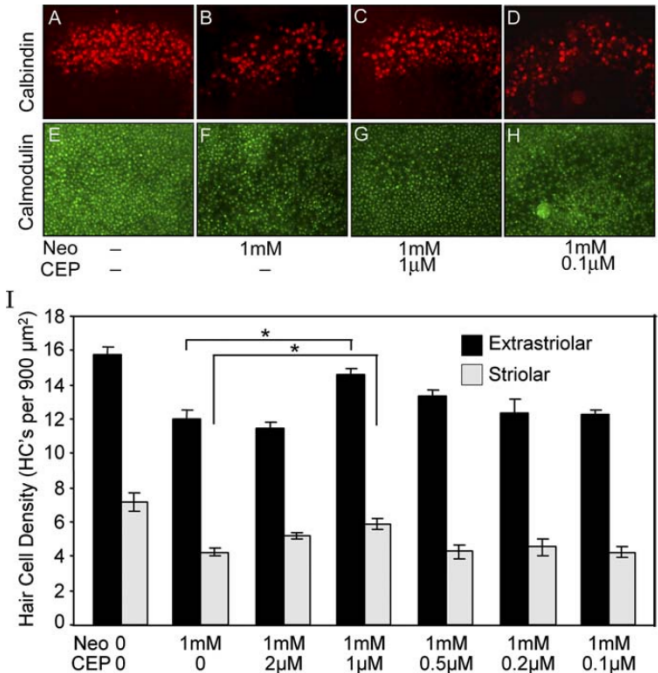 A B C D
Calbindin
E F G H
Calmodulin
Neo – 1mM 1mM 1mM
CEP – – 1µM 0.1µM
I
Hair Cell Density (HC's per 900 µm²)
18
16
14
12
10
8
6
4
2
0
* 
*
Extrastriolar
Striolar
Neo 0 1mM 1mM 1mM 1mM 1mM 1mM
CEP 0 0 2µM 1µM 0.5µM 0.2µM 0.1µM